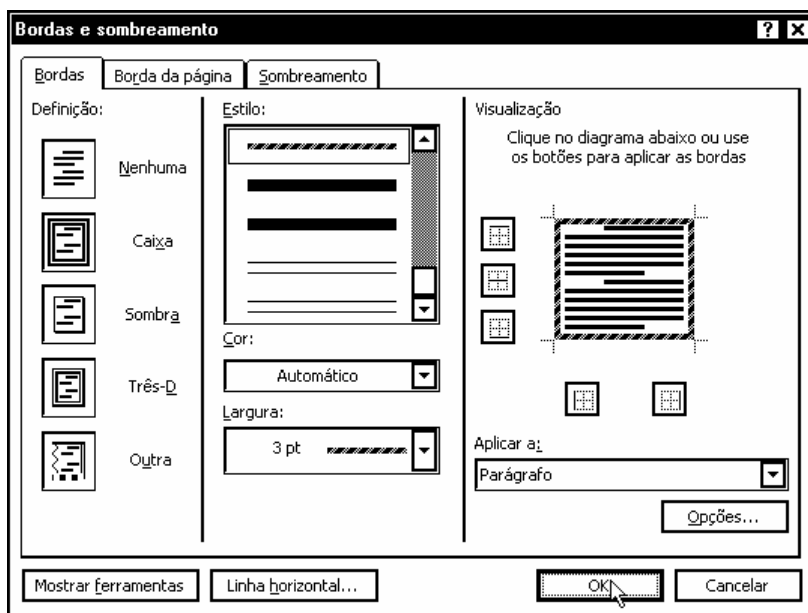 Bordas e sombreamento
Bordas
Borda da página
Sombreamento
Definição:
Nenhuma
Caixa
Sombra
Três-D
Outra
Estilo:
Cor:
Automático
Largura:
3 pt
Visualização
Clique no diagrama abaixo ou use
os botões para aplicar as bordas
Aplicar a:
Parágrafo
Opções...
Mostrar ferramentas
Linha horizontal...
OK
Cancelar